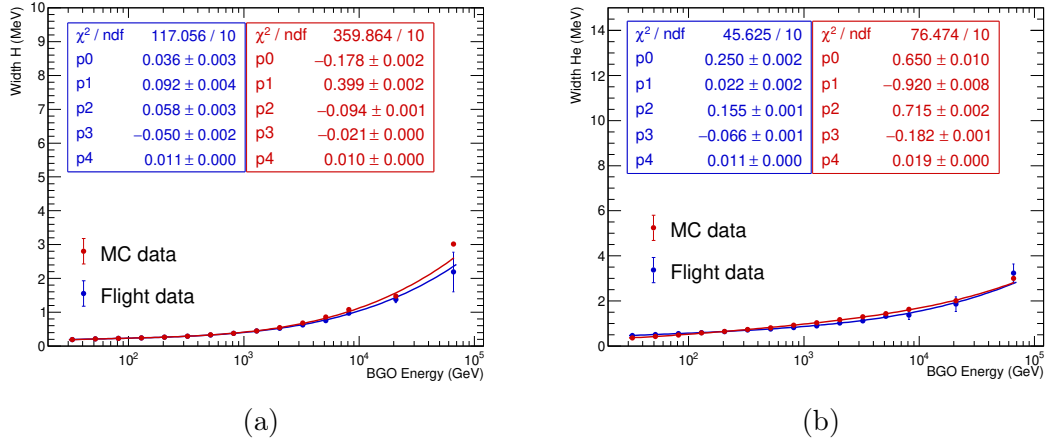 Width H (MeV)
10
9
8
7
6
5
4
3
2
1
0
χ² / ndf 117.056 / 10
p0 0.036 ± 0.003
p1 0.092 ± 0.004
p2 0.058 ± 0.003
p3 −0.050 ± 0.002
p4 0.011 ± 0.000
χ² / ndf 359.864 / 10
p0 −0.178 ± 0.002
p1 0.399 ± 0.002
p2 −0.094 ± 0.001
p3 −0.021 ± 0.000
p4 0.010 ± 0.000
MC data
Flight data
10² 10³ 10⁴ 10⁵
BGO Energy (GeV)
(a)
Width He (MeV)
14
12
10
8
6
4
2
0
χ² / ndf 45.625 / 10
p0 0.250 ± 0.002
p1 0.022 ± 0.002
p2 0.155 ± 0.001
p3 −0.066 ± 0.001
p4 0.011 ± 0.000
χ² / ndf 76.474 / 10
p0 0.650 ± 0.010
p1 −0.920 ± 0.008
p2 0.715 ± 0.002
p3 −0.182 ± 0.001
p4 0.019 ± 0.000
MC data
Flight data
10² 10³ 10⁴ 10⁵
BGO Energy (GeV)
(b)